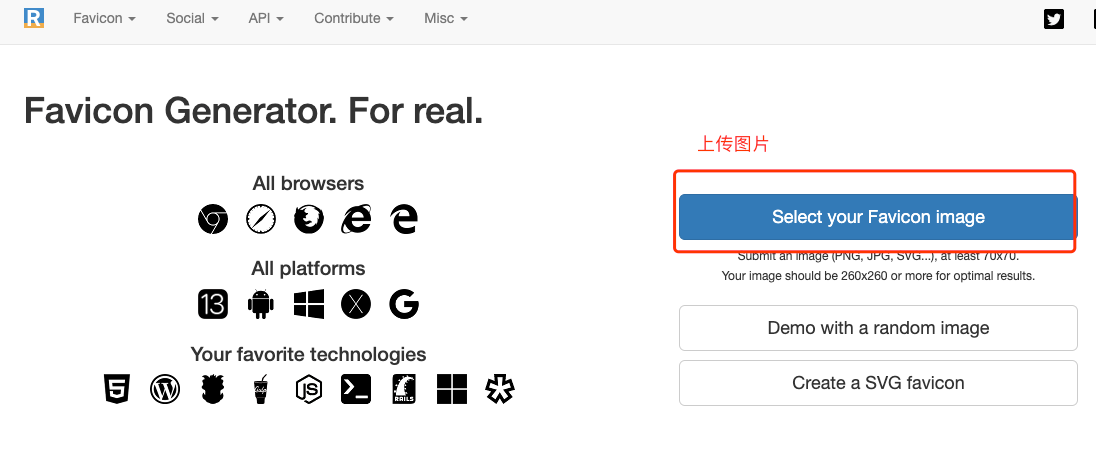 R
Favicon
Social
API
Contribute
Misc
Favicon Generator. For real.
上传图片
All browsers
Select your Favicon image
Submit an image (PNG, JPG, SVG...), at least 70x70.
Your image should be 260x260 or more for optimal results.
All platforms
13
X
G
Demo with a random image
Your favorite technologies
5
W
Gulp
JS
RAILS
Create a SVG favicon